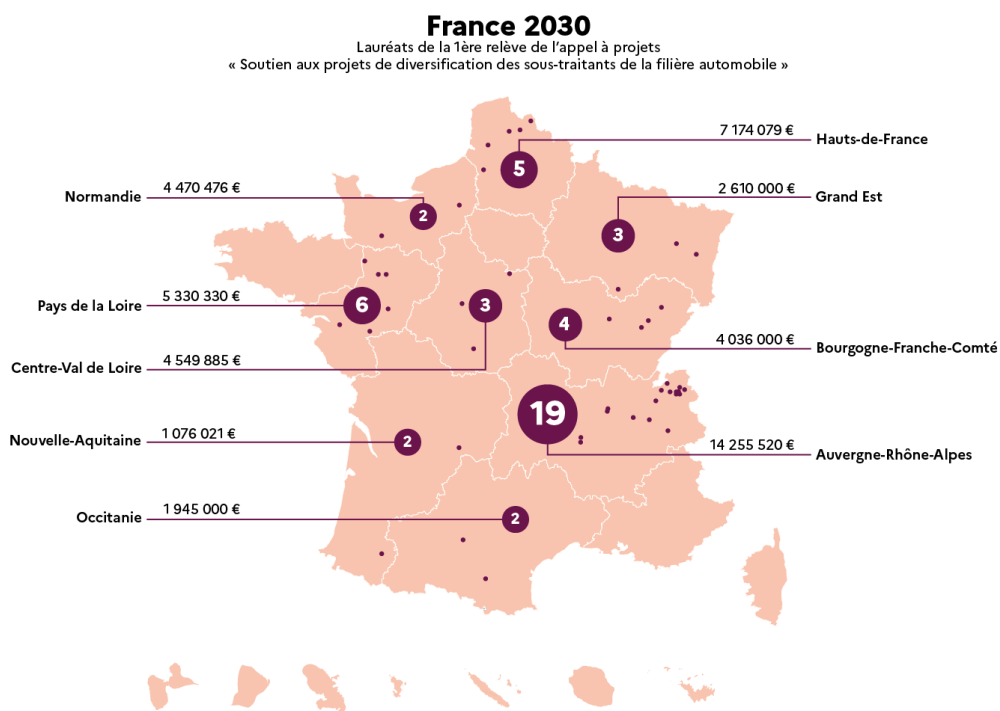 France 2030
Lauréats de la 1ère relève de l'appel à projets
« Soutien aux projets de diversification des sous-traitants de la filière automobile »
7 174 079 €
Hauts-de-France
5
Normandie
4 470 476 €
2
2 610 000 €
Grand Est
3
Pays de la Loire
5 330 330 €
6
3
4
4 036 000 €
Bourgogne-Franche-Comté
Centre-Val de Loire
4 549 885 €
19
14 255 520 €
Auvergne-Rhône-Alpes
Nouvelle-Aquitaine
1 076 021 €
2
Occitanie
1 945 000 €
2